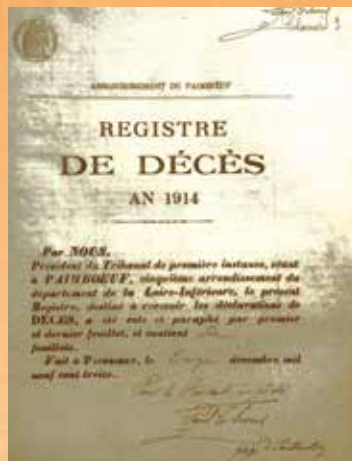 ARRONDISSEMENT DE PAIMBŒUF
REGISTRE
DE DÉCÈS
AN 1914
Par NOUS,
Président du Tribunal de première instance, séant
à PAIMBOEUF, cinquième arrondissement du
département de la Loire-Inférieure, le présent
Registre, destiné à recevoir les déclarations de
DÉCÈS, a été coté et paraphé par premier
et dernier feuillet, et contient
feuillets.
Fait à PAIMBŒUF, le décembre mil
neuf cent treize.